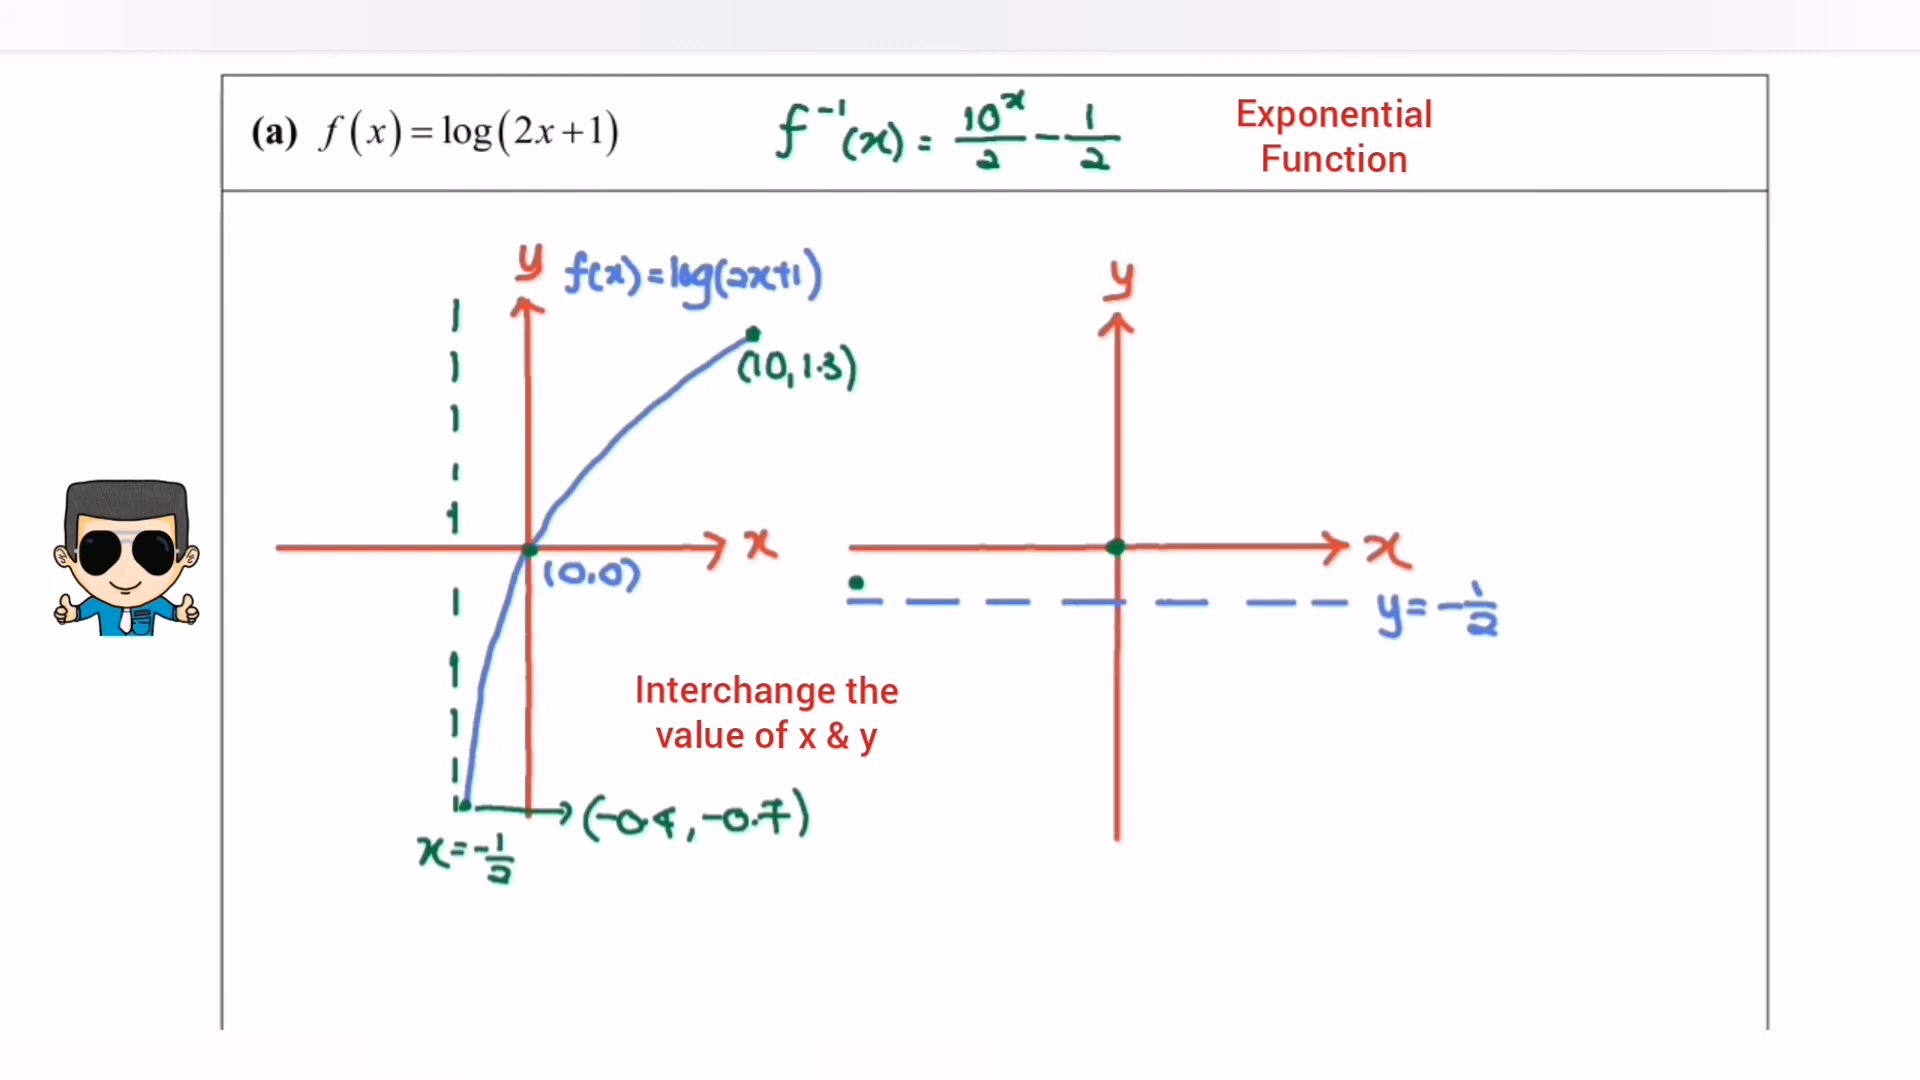 (a) f(x) = log(2x+1)
f⁻¹(x) = 10ˣ/2 - 1/2
Exponential
Function
y
f(x) = log(2x+1)
(10, 1.3)
x
(0,0)
(-0.4, -0.7)
x = -1/2
Interchange the
value of x & y
y
x
y = -1/2